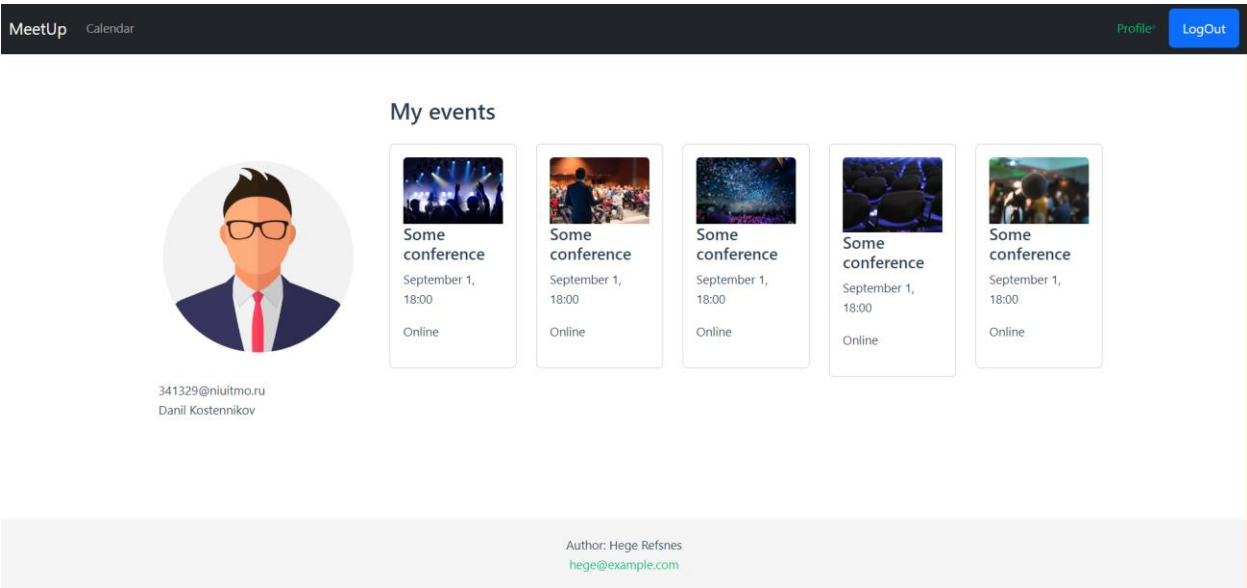 MeetUp Calendar Profile LogOut
My events
Some
conference
September 1,
18:00
Online
Some
conference
September 1,
18:00
Online
Some
conference
September 1,
18:00
Online
Some
conference
September 1,
18:00
Online
Some
conference
September 1,
18:00
Online
341329@niuitmo.ru
Danil Kostennikov
Author: Hege Refsnes
hege@example.com